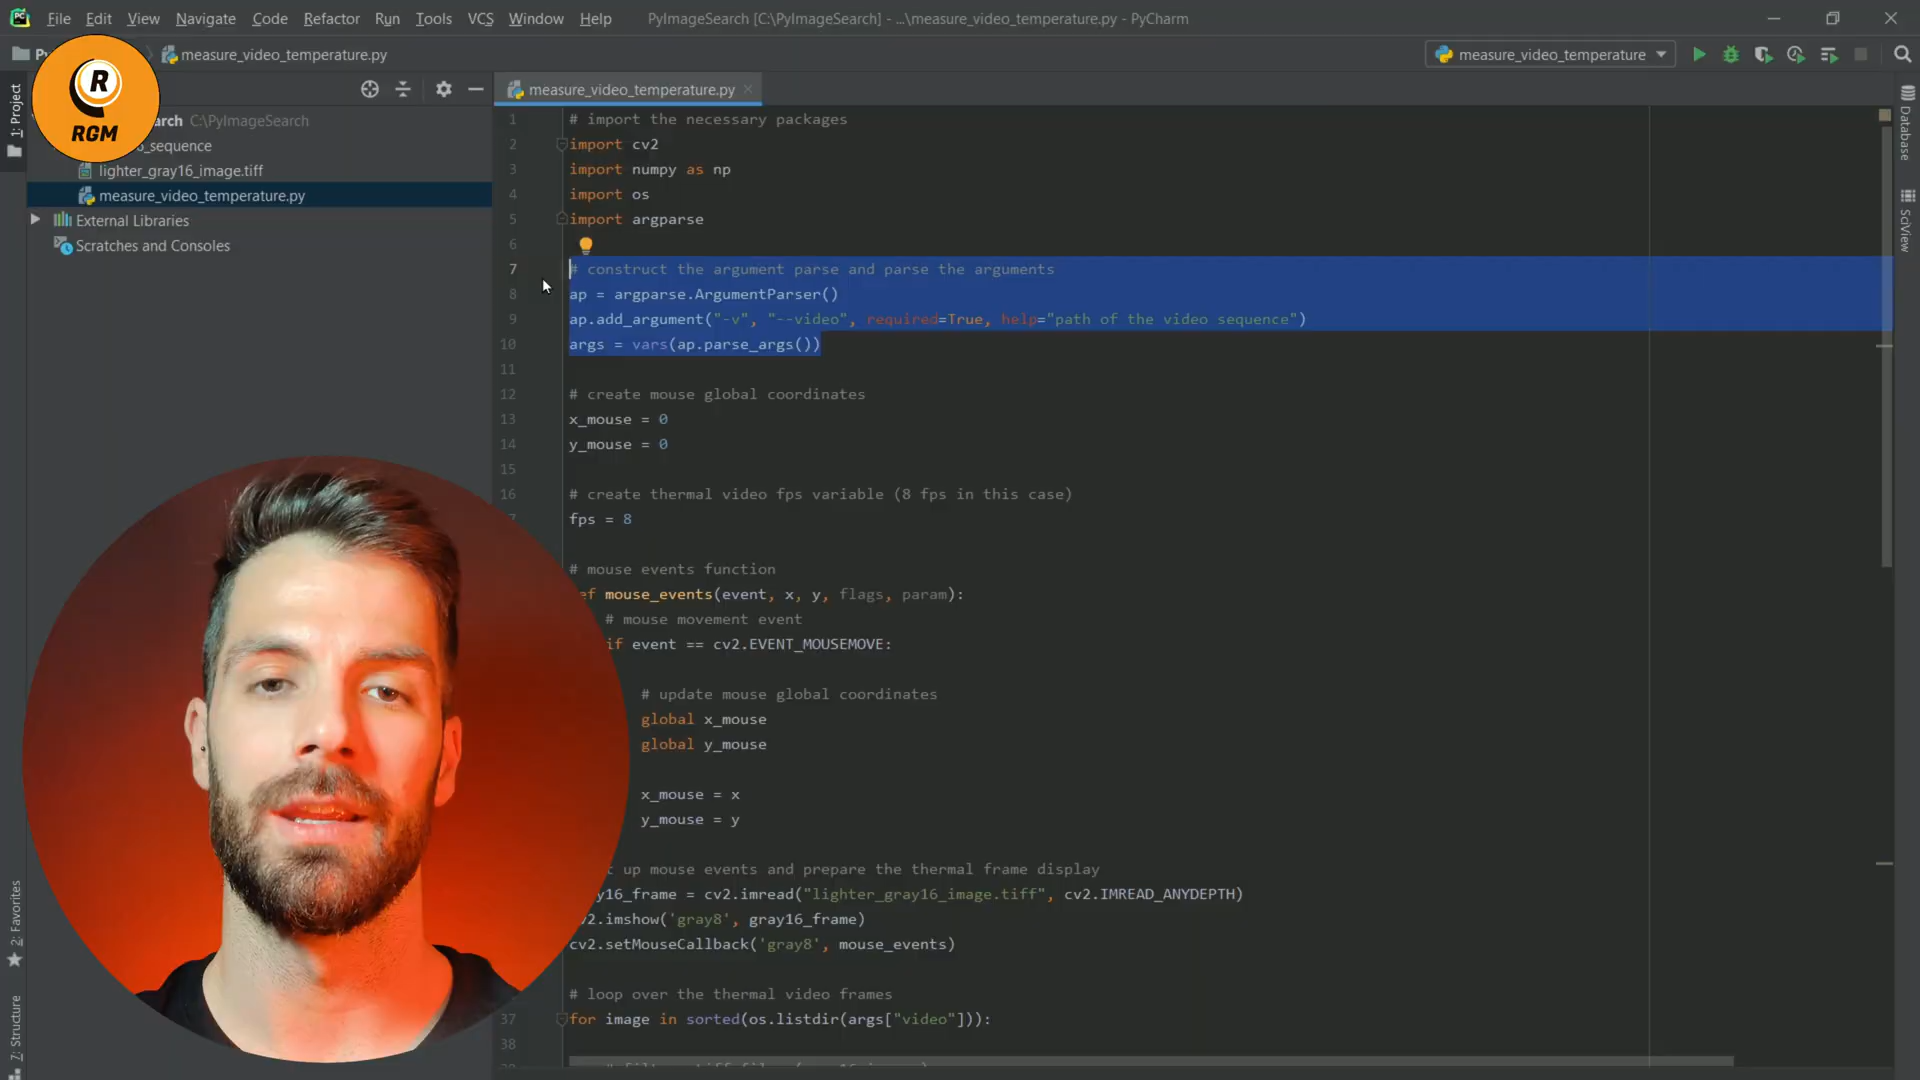 File Edit View Navigate Code Refactor Run Tools VCS Window Help PyImageSearch [C:\PyImageSearch] - ...\measure_video_temperature.py - PyCharm
measure_video_temperature.py
measure_video_temperature
R
RGM
1: Project
C:\PyImageSearch
lighter_gray16_image.tiff
measure_video_temperature.py
External Libraries
Scratches and Consoles
2: Favorites
7: Structure
measure_video_temperature.py
1 # import the necessary packages
2 import cv2
3 import numpy as np
4 import os
5 import argparse
6
7 # construct the argument parse and parse the arguments
8 ap = argparse.ArgumentParser()
9 ap.add_argument("-v", "--video", required=True, help="path of the video sequence")
10 args = vars(ap.parse_args())
11
12 # create mouse global coordinates
13 x_mouse = 0
14 y_mouse = 0
15
16 # create thermal video fps variable (8 fps in this case)
fps = 8
# mouse events function
mouse_events(event, x, y, flags, param):
# mouse movement event
if event == cv2.EVENT_MOUSEMOVE:
# update mouse global coordinates
global x_mouse
global y_mouse
x_mouse = x
y_mouse = y
up mouse events and prepare the thermal frame display
y16_frame = cv2.imread("lighter_gray16_image.tiff", cv2.IMREAD_ANYDEPTH)
2.imshow('gray8', gray16_frame)
cv2.setMouseCallback('gray8', mouse_events)
# loop over the thermal video frames
37 for image in sorted(os.listdir(args["video"])):
38
Database
SciView